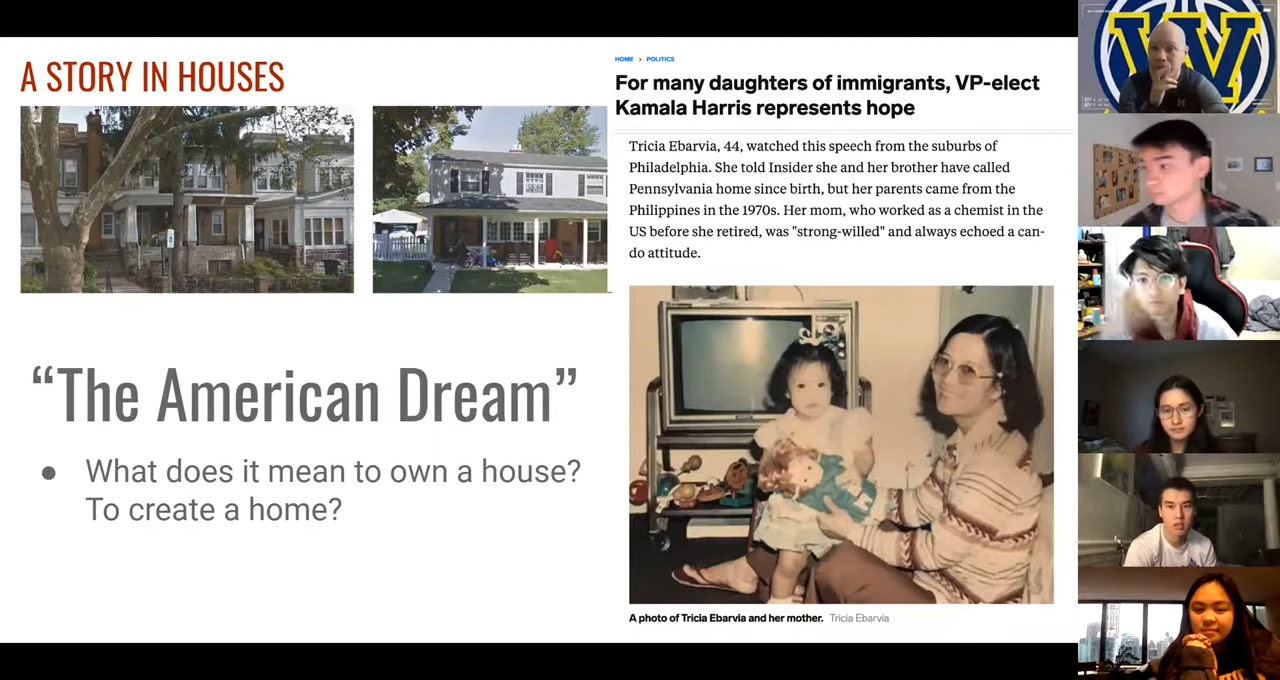 A STORY IN HOUSES
“The American Dream”
● What does it mean to own a house?
To create a home?
HOME > POLITICS
For many daughters of immigrants, VP-elect
Kamala Harris represents hope
Tricia Ebarvia, 44, watched this speech from the suburbs of
Philadelphia. She told Insider she and her brother have called
Pennsylvania home since birth, but her parents came from the
Philippines in the 1970s. Her mom, who worked as a chemist in the
US before she retired, was "strong-willed" and always echoed a can-
do attitude.
A photo of Tricia Ebarvia and her mother. Tricia Ebarvia
W